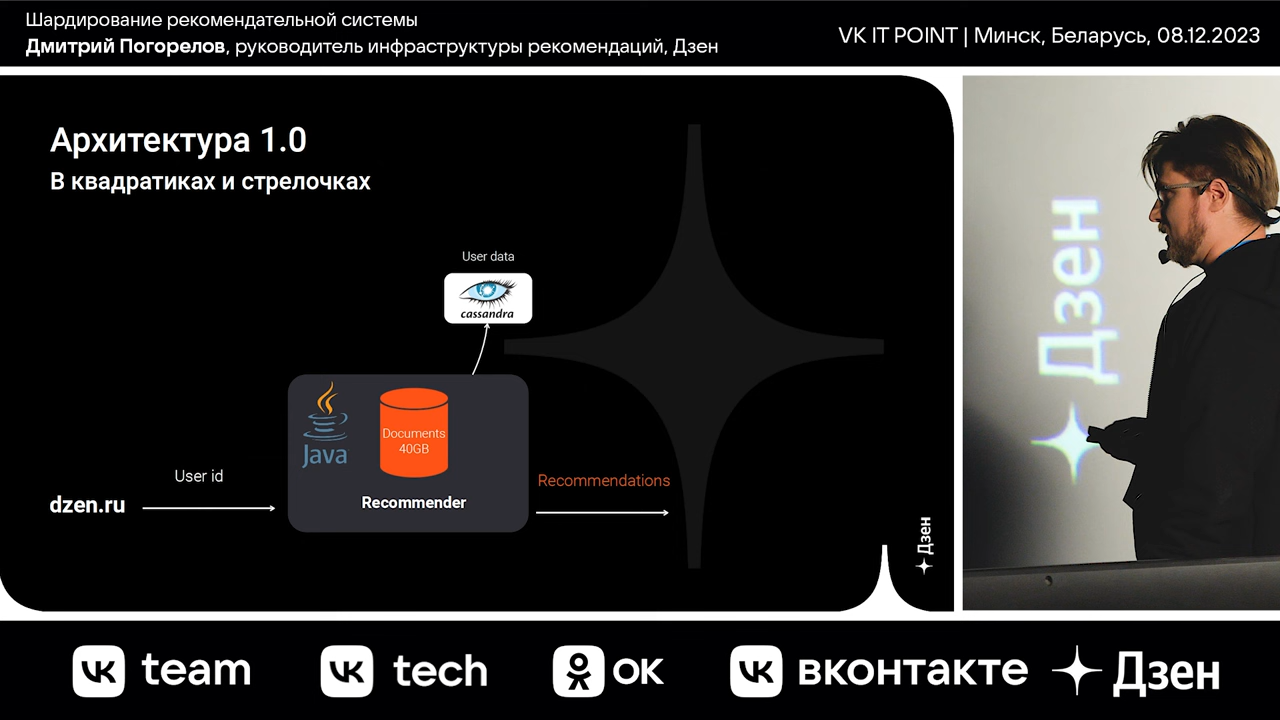 Шардирование рекомендательной системы
Дмитрий Погорелов, руководитель инфраструктуры рекомендаций, Дзен
VK IT POINT | Минск, Беларусь, 08.12.2023
Архитектура 1.0
В квадратиках и стрелочках
User data
cassandra
Java
Documents
40GB
Recommender
User id
dzen.ru
Recommendations
Дзен
Дзен
team
tech
ОК
ВКОНТАКТЕ
Дзен